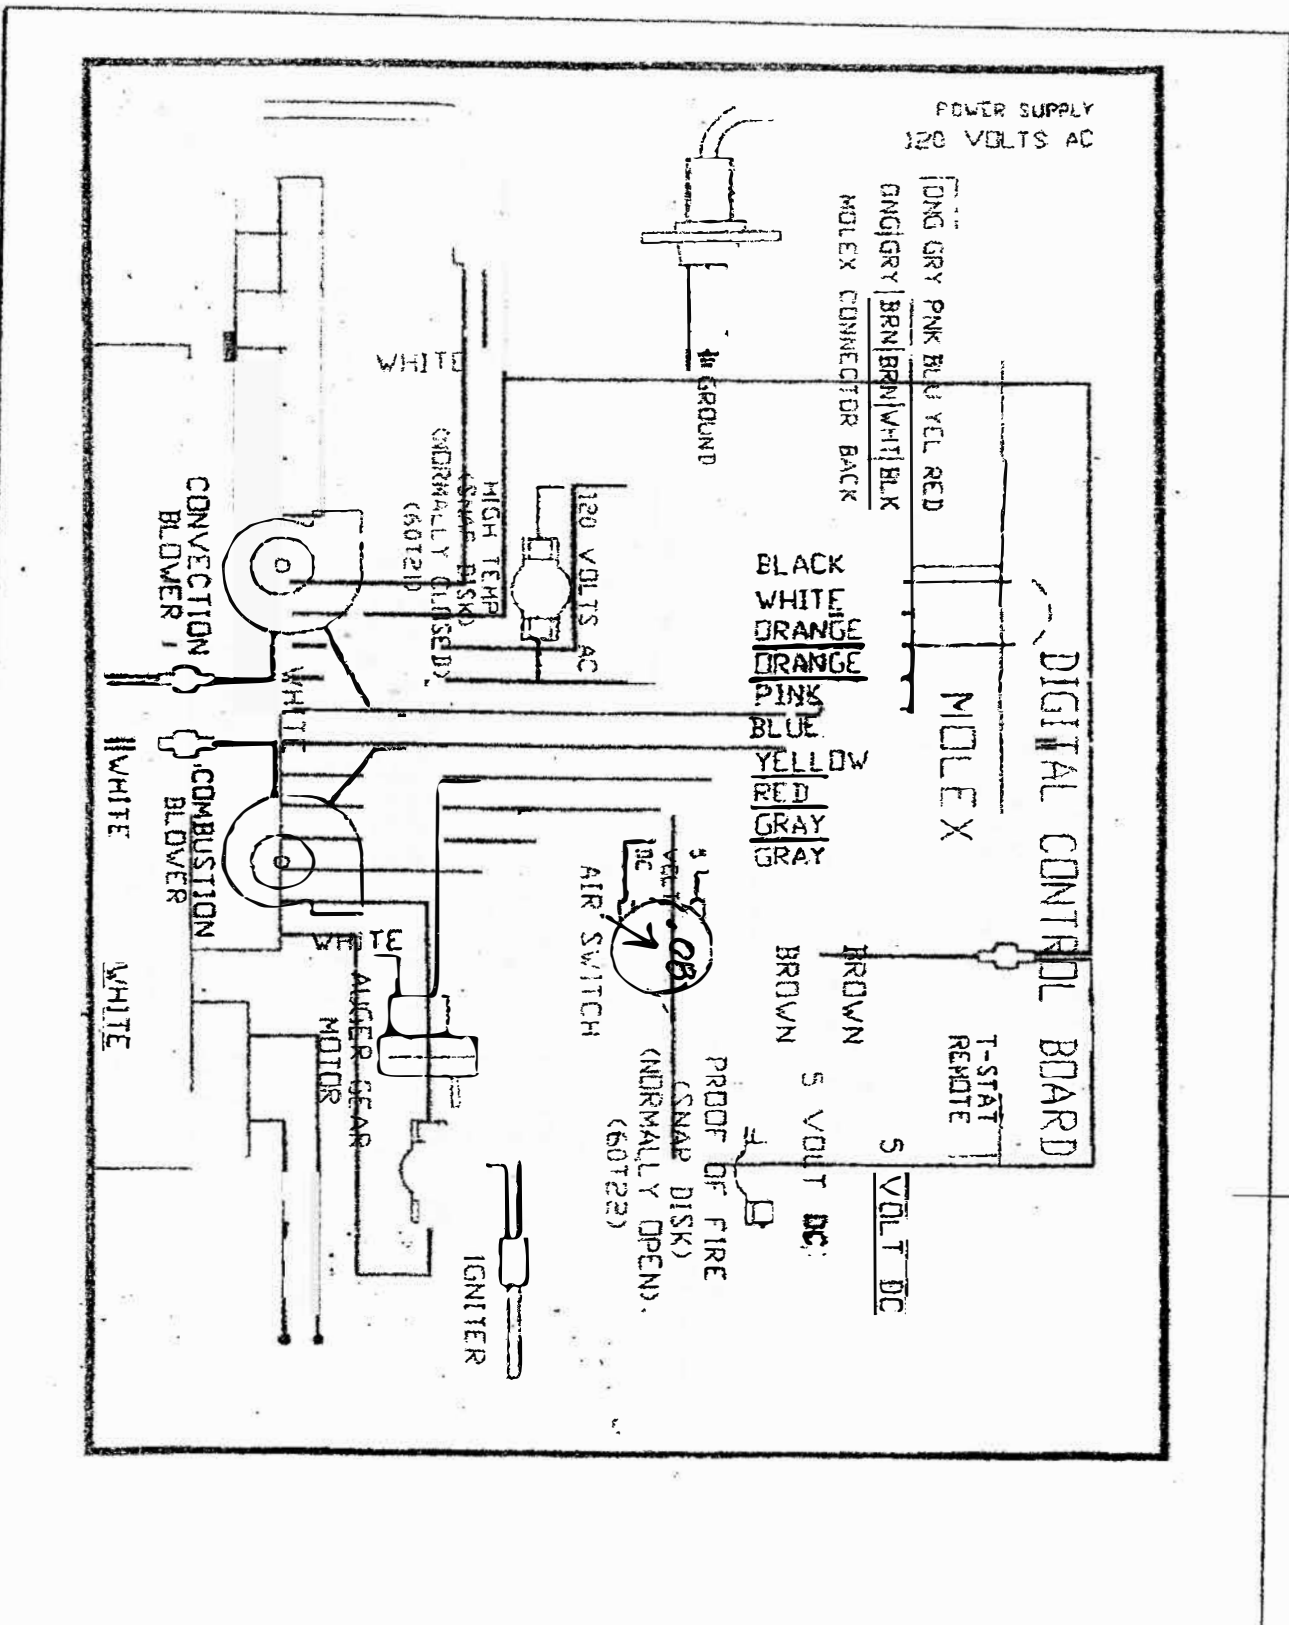 POWER SUPPLY
120 VOLTS AC
ONG GRY PNK BLU YEL RED
ONG|GRY|BRN|BRN|WHT|BLK
MOLEX CONNECTOR BACK
GROUND
WHITE
HIGH TEMP
(SNAP DISK)
(NORMALLY CLOSED)
(60T21)
120 VOLTS AC
CONVECTION
BLOWER
WHITE
BLACK
WHITE
ORANGE
ORANGE
PINK
BLUE
YELLOW
RED
GRAY
GRAY
MOLEX
DIGITAL CONTROL BOARD
WHITE
COMBUSTION
BLOWER
WHITE
WHITE
AUGER GEAR
MOTOR
5
VOLT
DC
.08
AIR SWITCH
BROWN
BROWN
T-STAT
REMOTE
5 VOLT DC
5 VOLT DC
PROOF OF FIRE
(SNAP DISK)
(NORMALLY OPEN)
(60T22)
IGNITER